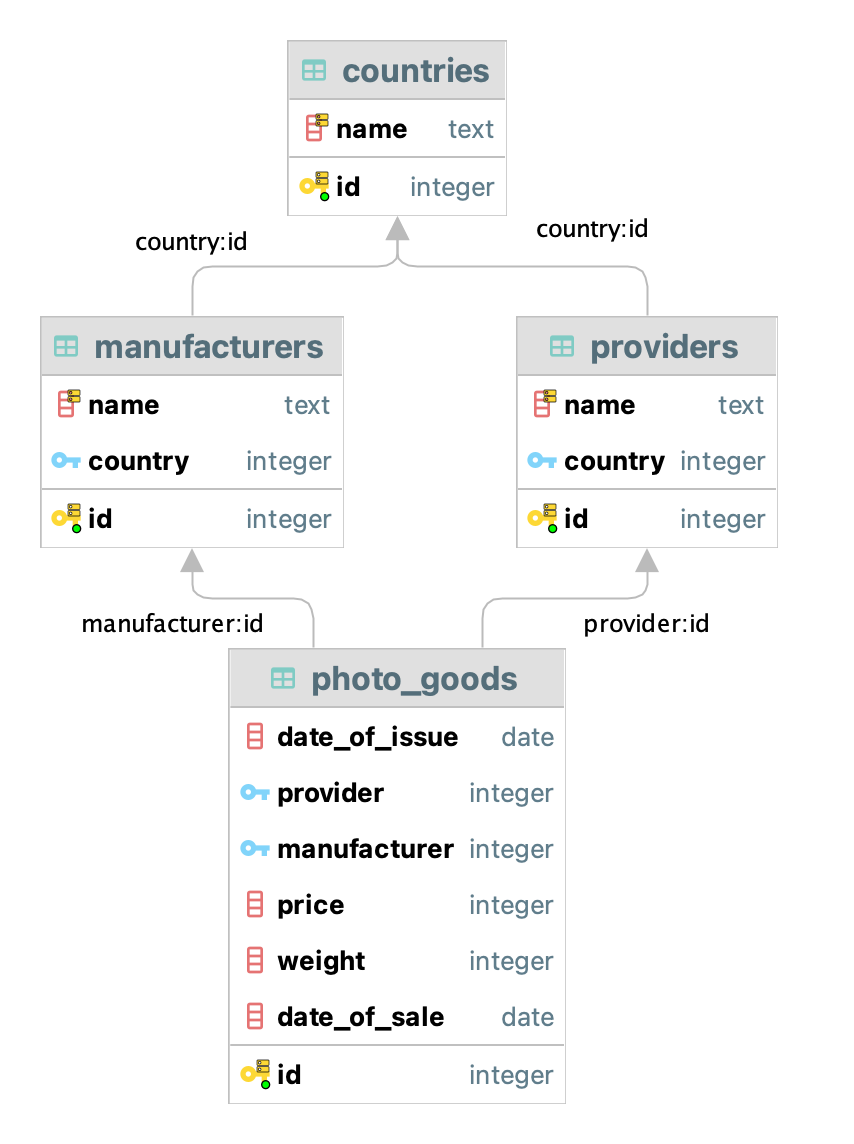 countries
name text
id integer
country:id
country:id
manufacturers
name text
country integer
id integer
providers
name text
country integer
id integer
manufacturer:id
provider:id
photo_goods
date_of_issue date
provider integer
manufacturer integer
price integer
weight integer
date_of_sale date
id integer